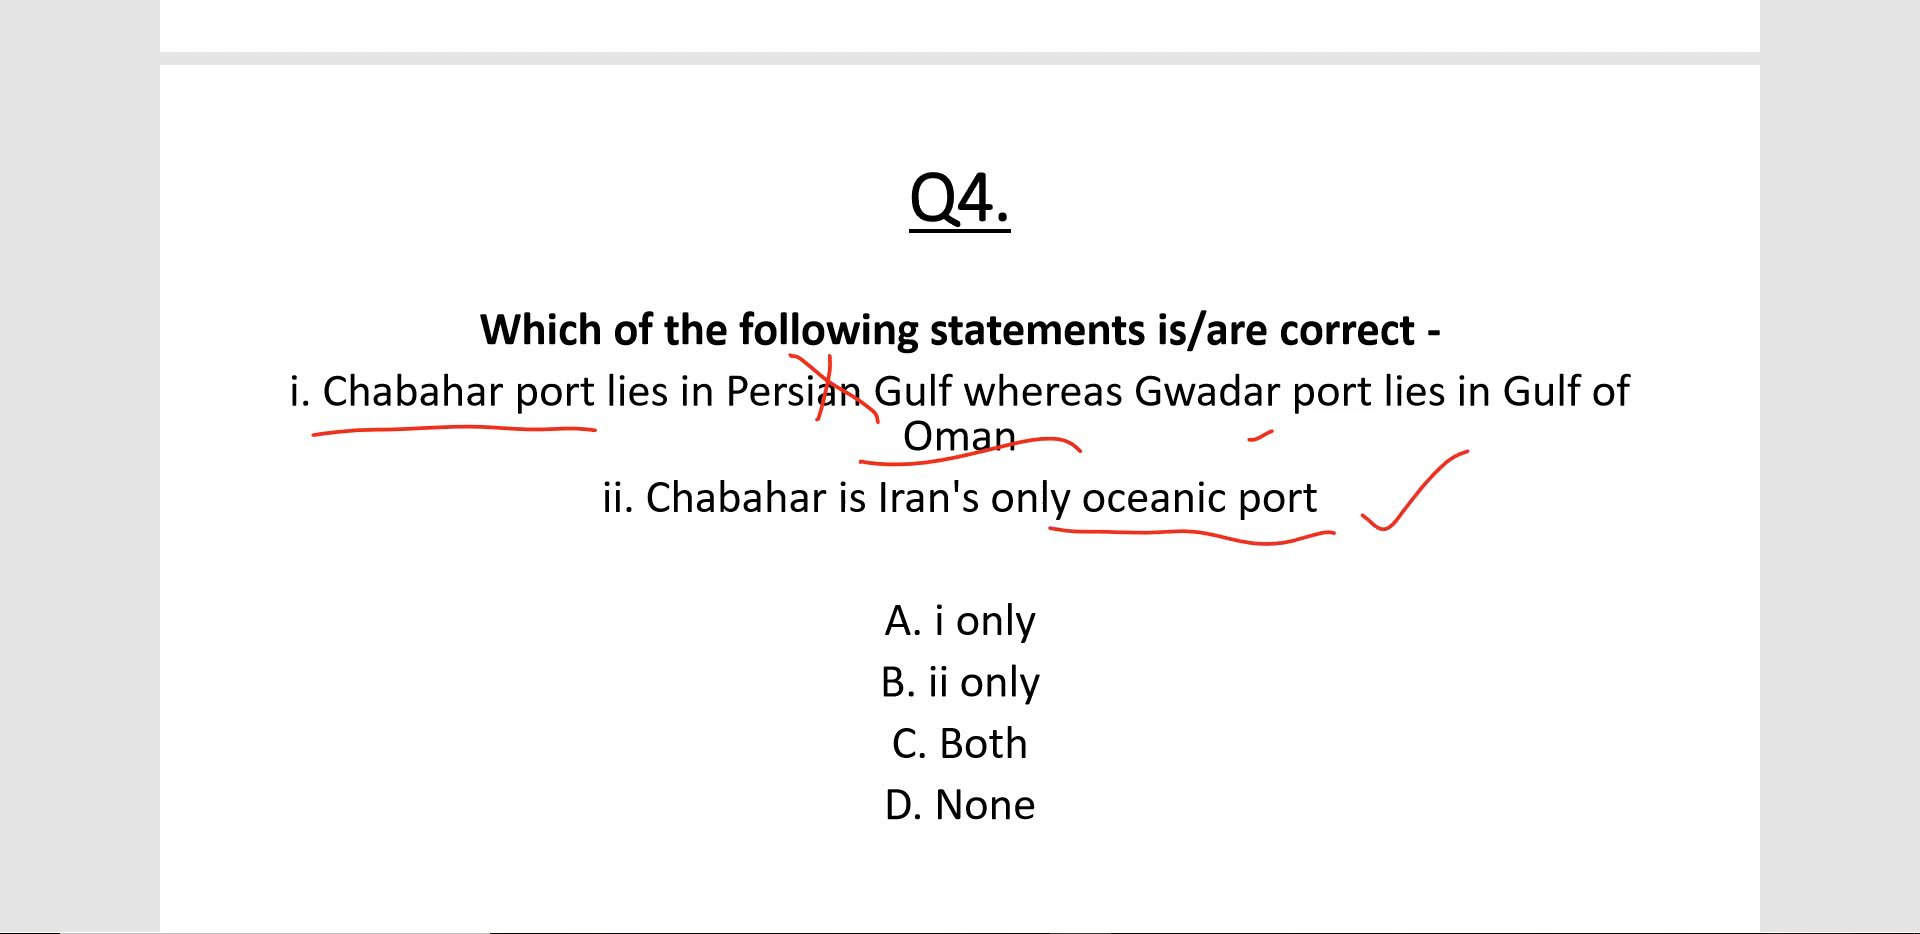 Q4.
Which of the following statements is/are correct -
i. Chabahar port lies in Persian Gulf whereas Gwadar port lies in Gulf of
Oman
ii. Chabahar is Iran's only oceanic port
A. i only
B. ii only
C. Both
D. None